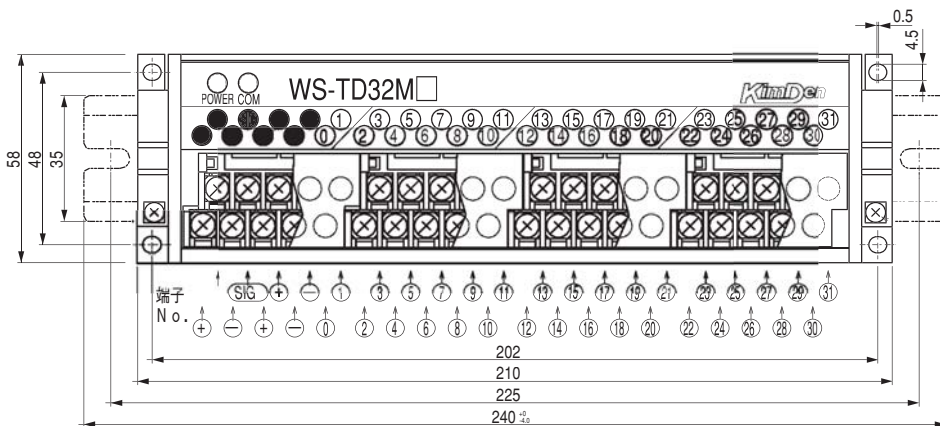 0.5
4.5
58
48
35
POWER COM
WS-TD32M□
KimDen
① ③ ⑤ ⑦ ⑨ ⑪ ⑬ ⑮ ⑰ ⑲ ㉑ ㉓ ㉕ ㉗ ㉙ ㉛
⓪ ② ④ ⑥ ⑧ ⑩ ⑫ ⑭ ⑯ ⑱ ⑳ ㉒ ㉔ ㉖ ㉘ ㉚
端子 SIG + − ① ③ ⑤ ⑦ ⑨ ⑪ ⑬ ⑮ ⑰ ⑲ ㉑ ㉓ ㉕ ㉗ ㉙ ㉛
No. + − + − ⓪ ② ④ ⑥ ⑧ ⑩ ⑫ ⑭ ⑯ ⑱ ⑳ ㉒ ㉔ ㉖ ㉘ ㉚
202
210
225
240 +0 -4.0